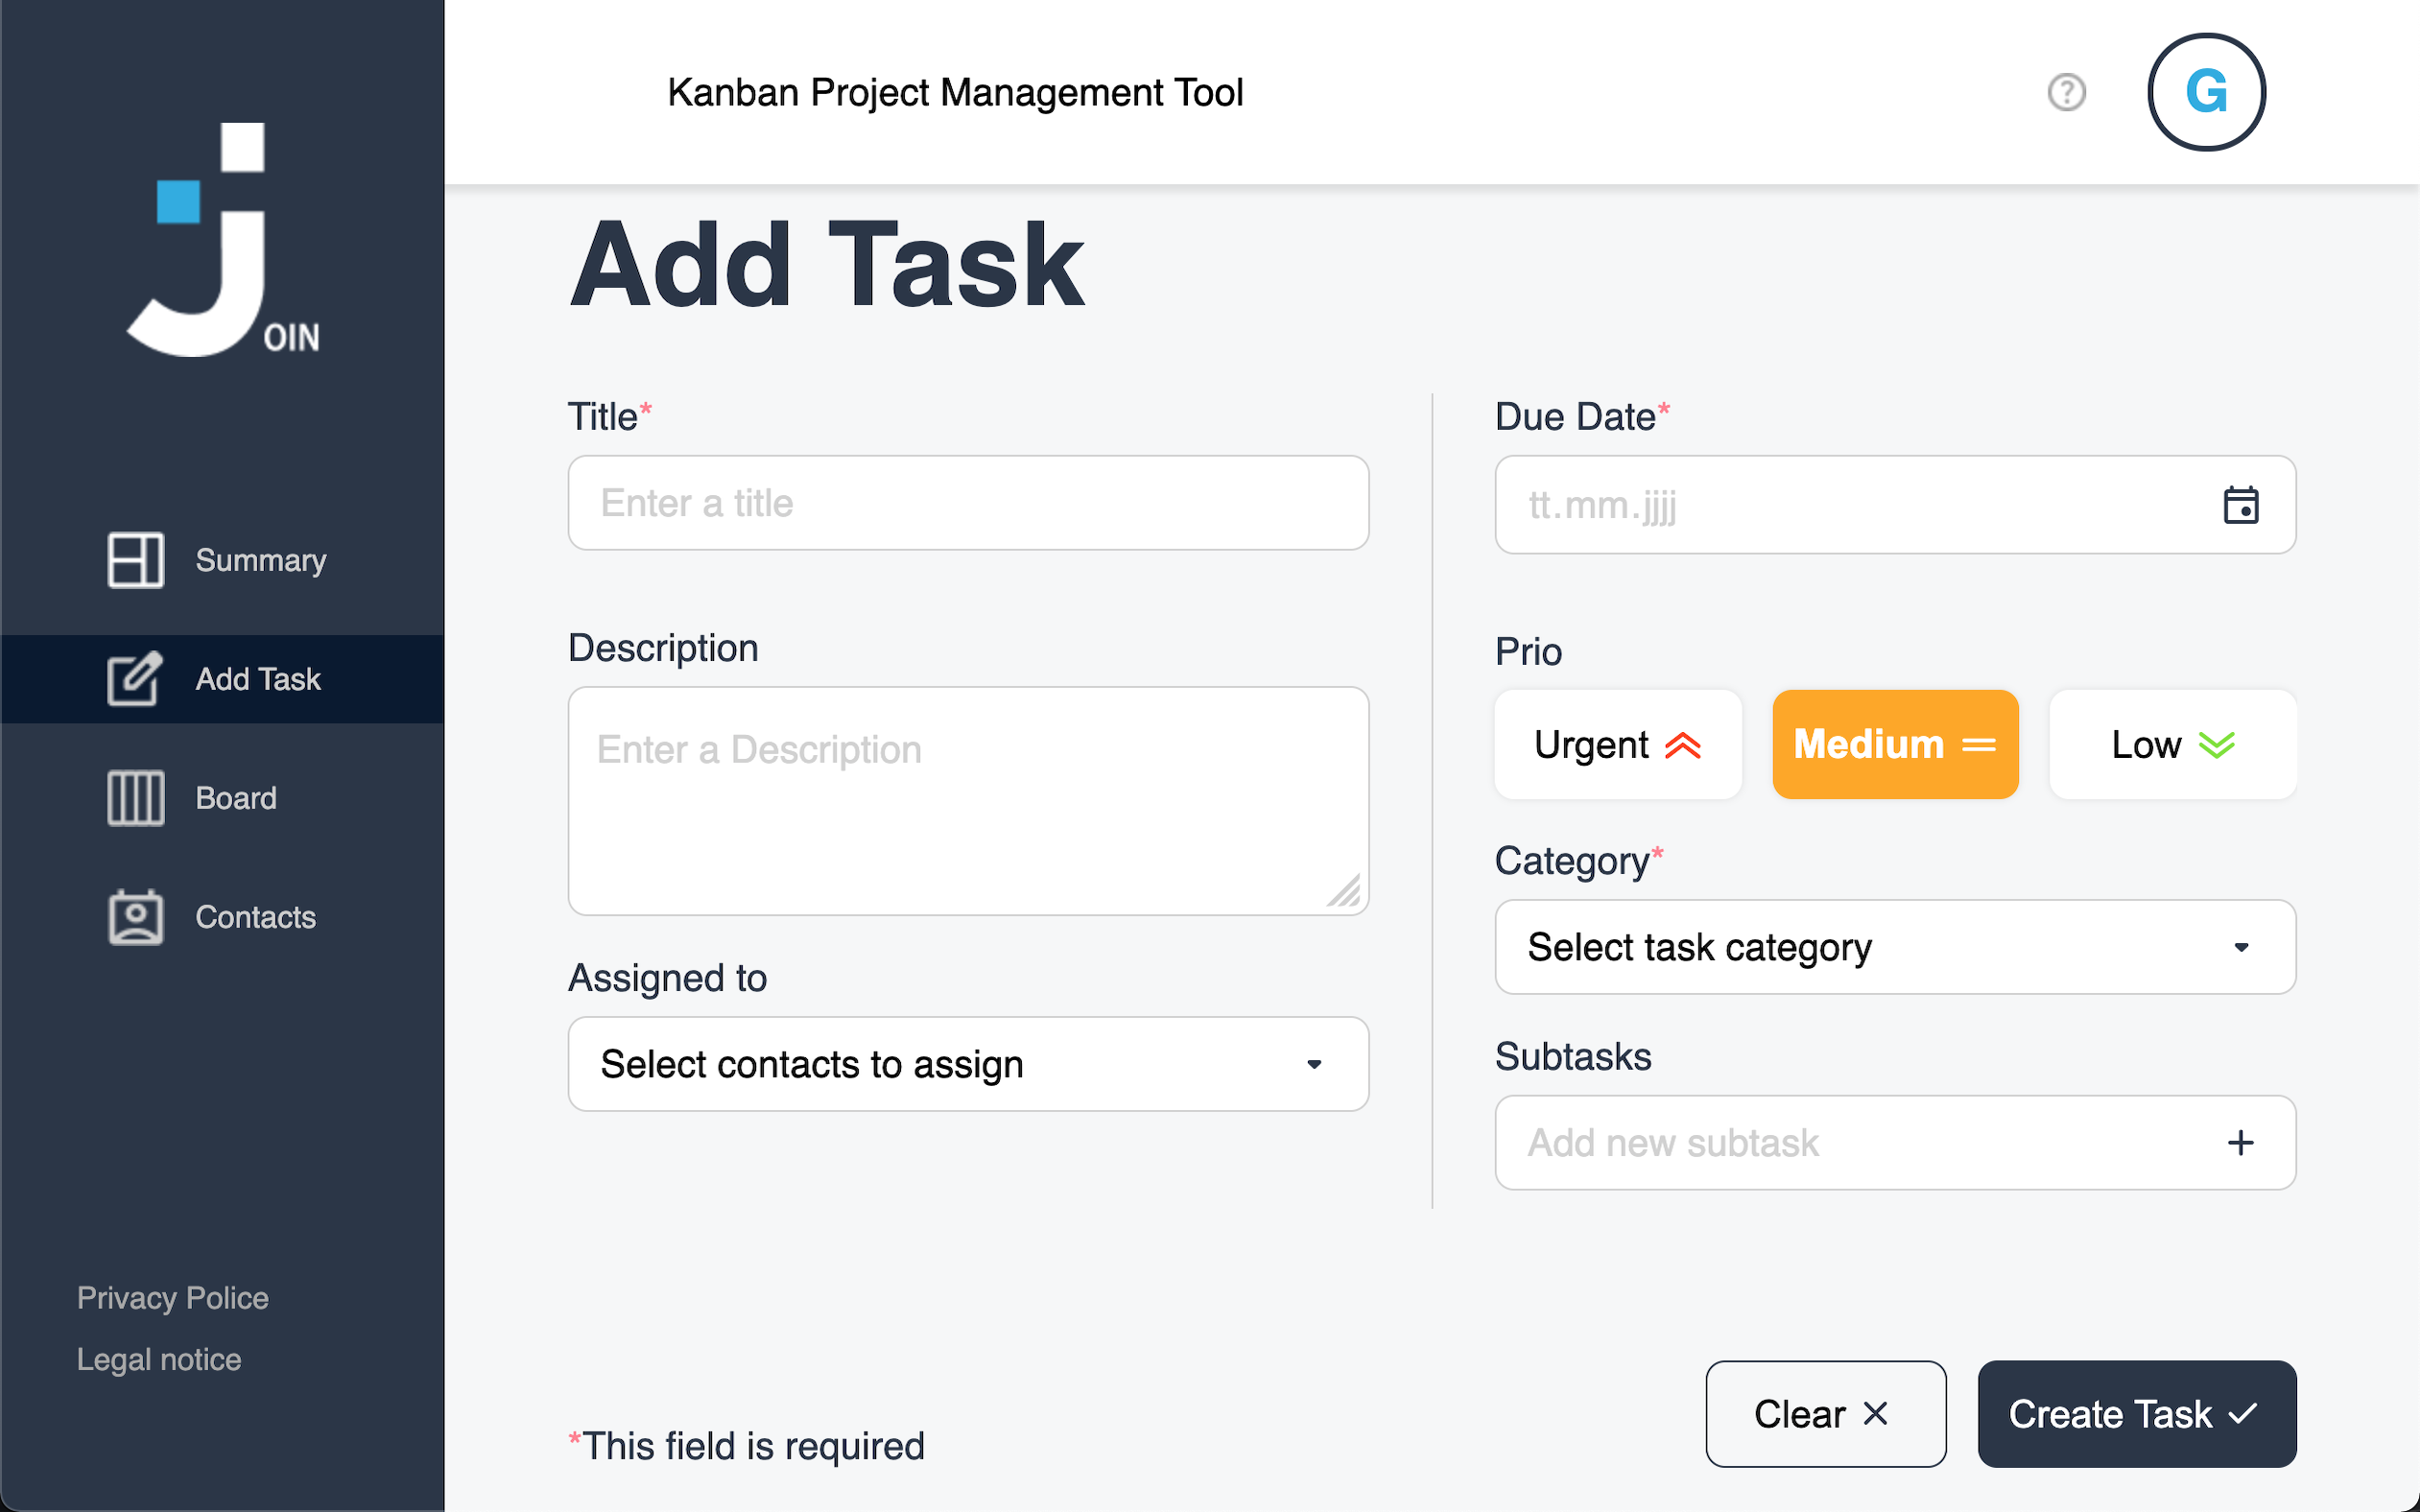 JOIN
Summary
Add Task
Board
Contacts
Privacy Police
Legal notice
Kanban Project Management Tool
G
Add Task
Title*
Enter a title
Description
Enter a Description
Assigned to
Select contacts to assign
Due Date*
tt.mm.jjjj
Prio
Urgent Medium Low
Category*
Select task category
Subtasks
Add new subtask
*This field is required
Clear Create Task